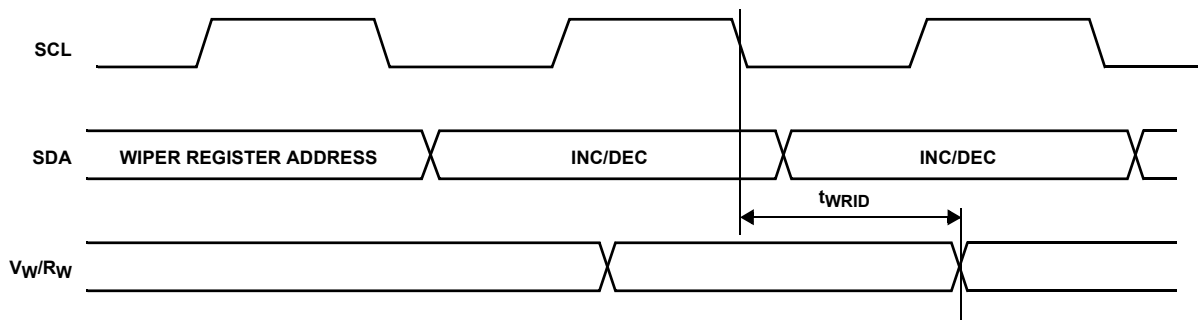 SCL
SDA WIPER REGISTER ADDRESS INC/DEC INC/DEC
tWRID
VW/RW